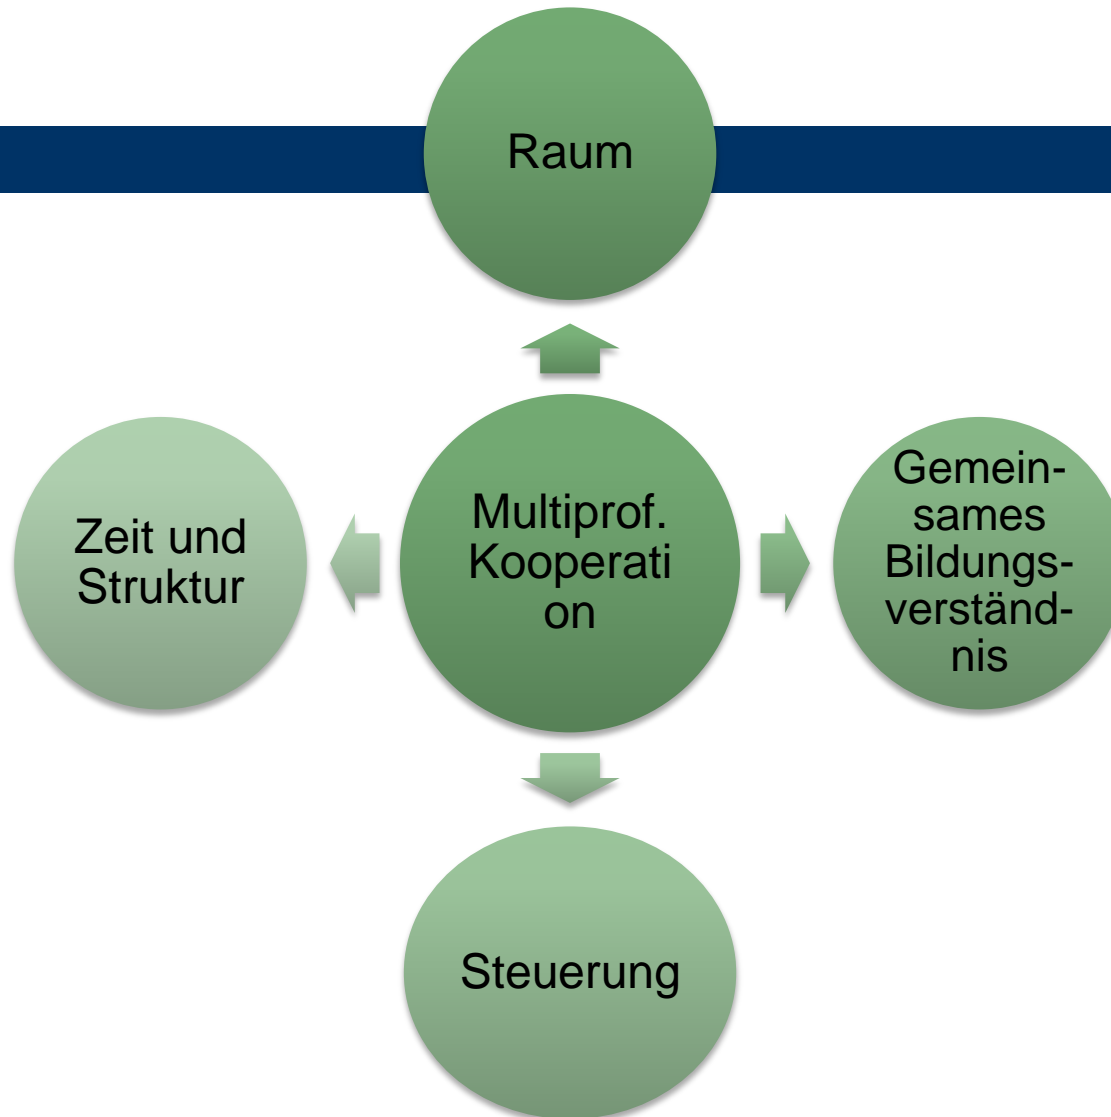 Raum
Zeit und
Struktur
Multiprof.
Kooperati
on
Gemein-
sames
Bildungs-
verständ-
nis
Steuerung